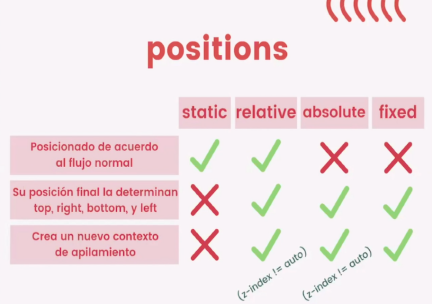 positions
static relative absolute fixed
Posicionado de acuerdo
al flujo normal
Su posición final la determinan
top, right, bottom, y left
Crea un nuevo contexto
de apilamiento
(z-index != auto) (z-index != auto)